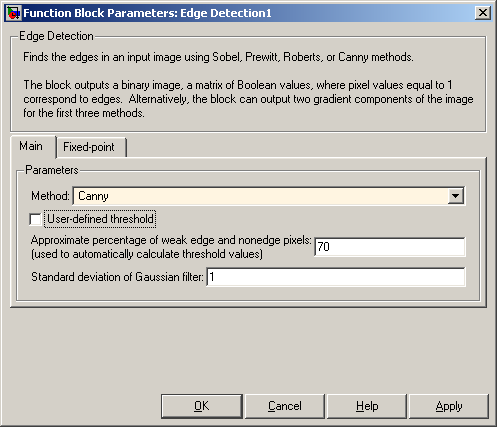 Function Block Parameters: Edge Detection1
Edge Detection
Finds the edges in an input image using Sobel, Prewitt, Roberts, or Canny methods.
The block outputs a binary image, a matrix of Boolean values, where pixel values equal to 1
correspond to edges.  Alternatively, the block can output two gradient components of the image
for the first three methods.
Main Fixed-point
Parameters
Method: Canny
User-defined threshold
Approximate percentage of weak edge and nonedge pixels: 70
(used to automatically calculate threshold values)
Standard deviation of Gaussian filter: 1
OK Cancel Help Apply